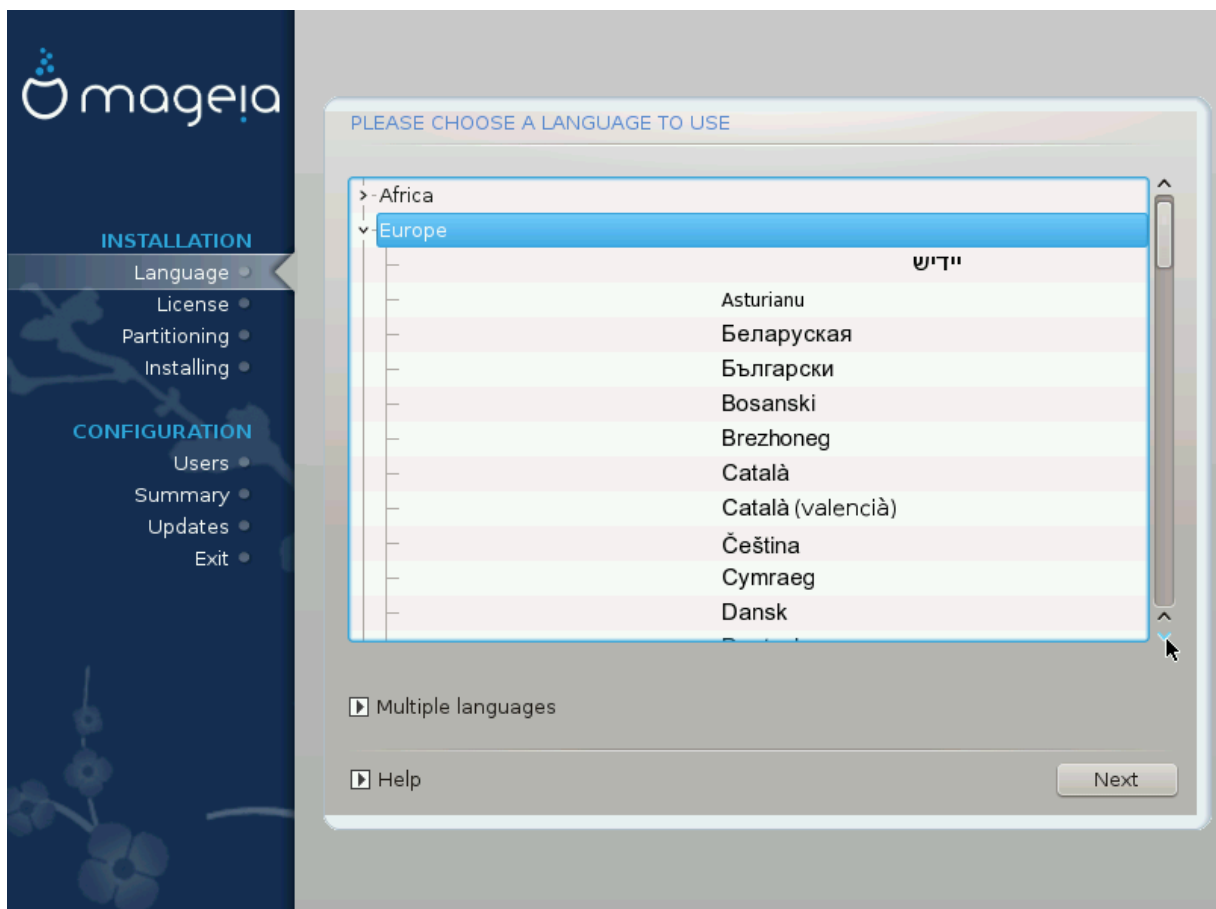 mageia
INSTALLATION
Language
License
Partitioning
Installing
CONFIGURATION
Users
Summary
Updates
Exit
PLEASE CHOOSE A LANGUAGE TO USE
Africa
Europe
ייִדיש
Asturianu
Беларуская
Български
Bosanski
Brezhoneg
Català
Català (valencià)
Čeština
Cymraeg
Dansk
Multiple languages
Help
Next